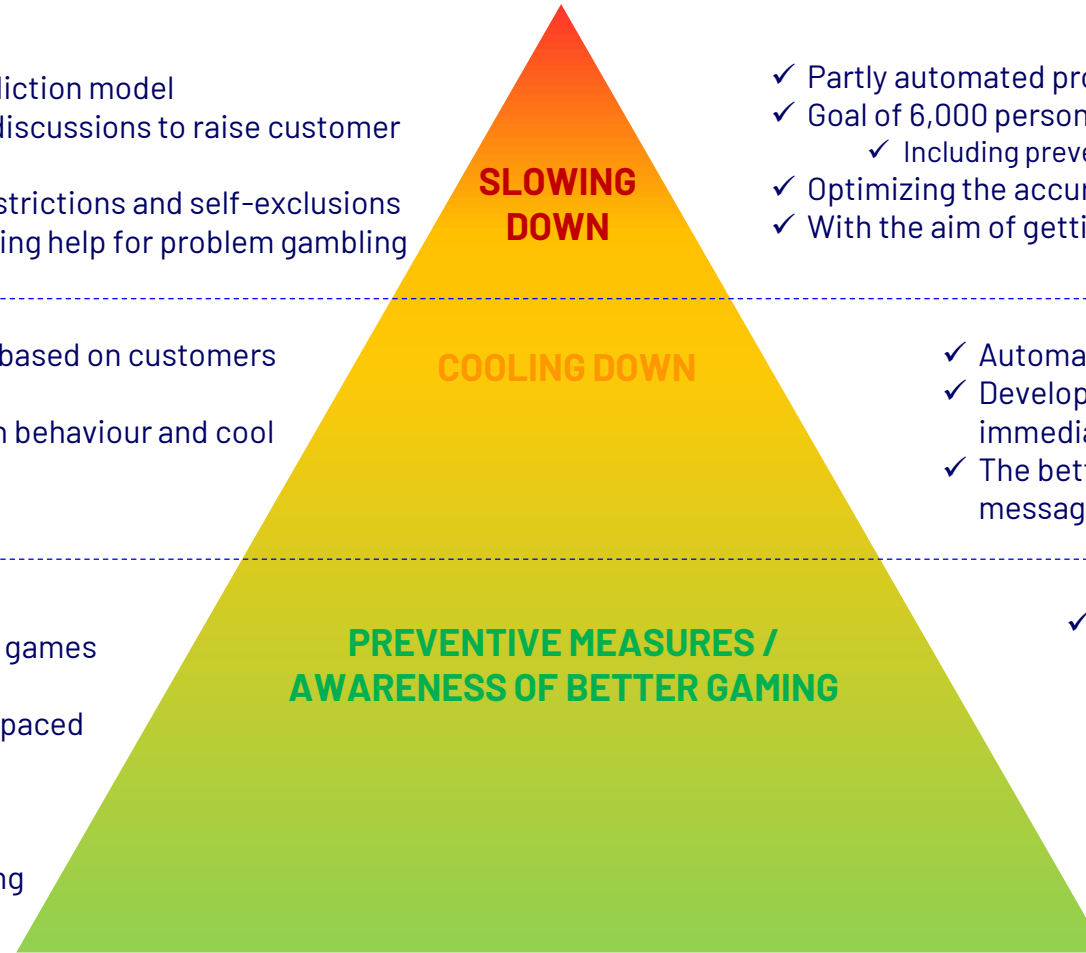 diction model
discussions to raise customer
strictions and self-exclusions
ing help for problem gambling
SLOWING
DOWN
✓ Partly automated pro
✓ Goal of 6,000 person
✓ Including preve
✓ Optimizing the accur
✓ With the aim of getti
based on customers
n behaviour and cool
COOLING DOWN
✓ Automa
✓ Develop
immedia
✓ The bett
messag
games
paced
ng
PREVENTIVE MEASURES /
AWARENESS OF BETTER GAMING
✓